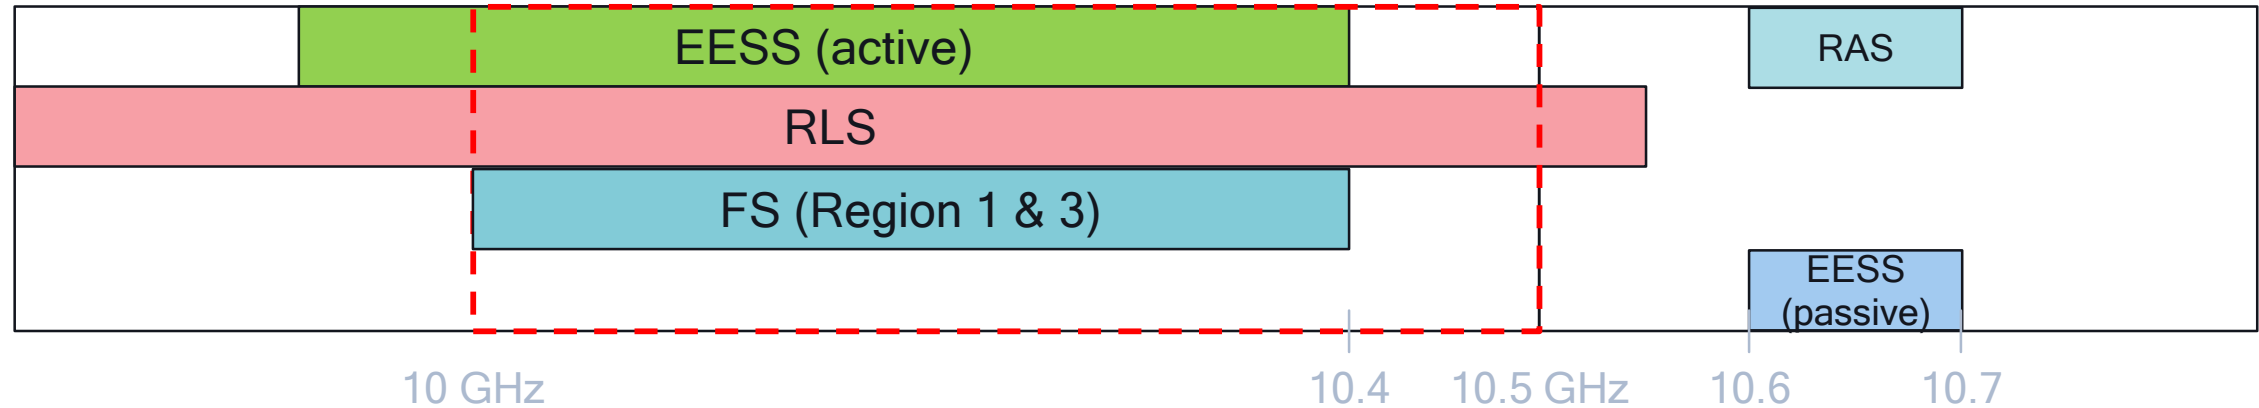 EESS (active)
RAS
RLS
FS (Region 1 & 3)
EESS
(passive)
10 GHz
10.4
10.5 GHz
10.6
10.7